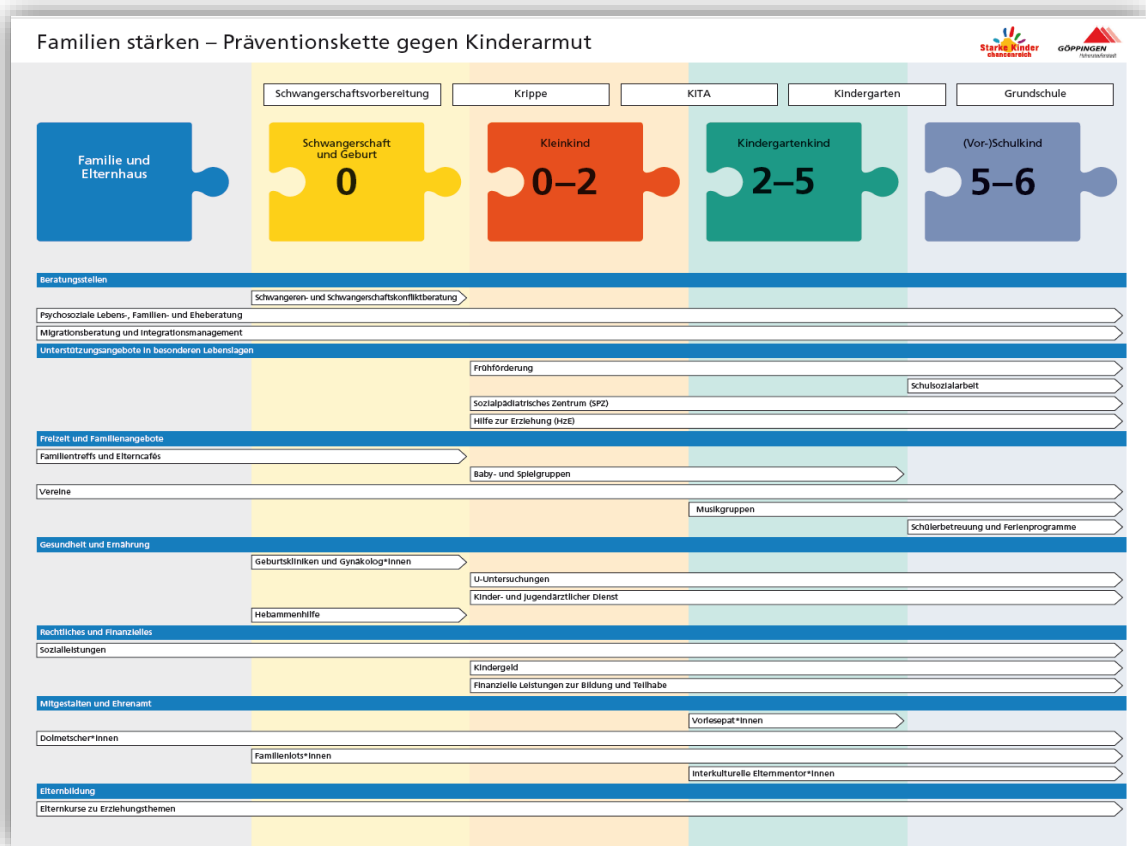 Familien stärken – Präventionskette gegen Kinderarmut
Starke Kinder
chancenreich
GÖPPINGEN
Hohenstaufenstadt
Schwangerschaftsvorbereitung
Krippe
KITA
Kindergarten
Grundschule
Familie und
Elternhaus
Schwangerschaft
und Geburt
0
Kleinkind
0–2
Kindergartenkind
2–5
(Vor-)Schulkind
5–6
Beratungsstellen
Schwangeren- und Schwangerschaftskonfliktberatung
Psychosoziale Lebens-, Familien- und Eheberatung
Migrationsberatung und Integrationsmanagement
Unterstützungsangebote in besonderen Lebenslagen
Frühförderung
Schulsozialarbeit
Sozialpädiatrisches Zentrum (SPZ)
Hilfe zur Erziehung (HzE)
Freizeit und Familienangebote
Familientreffs und Elterncafés
Baby- und Spielgruppen
Vereine
Musikgruppen
Schülerbetreuung und Ferienprogramme
Gesundheit und Ernährung
Geburtskliniken und Gynäkolog*innen
U-Untersuchungen
Kinder- und Jugendärztlicher Dienst
Hebammenhilfe
Rechtliches und Finanzielles
Sozialleistungen
Kindergeld
Finanzielle Leistungen zur Bildung und Teilhabe
Mitgestalten und Ehrenamt
Vorlesepat*innen
Dolmetscher*innen
Familienlots*innen
Interkulturelle Elternmentor*innen
Elternbildung
Elternkurse zu Erziehungsthemen